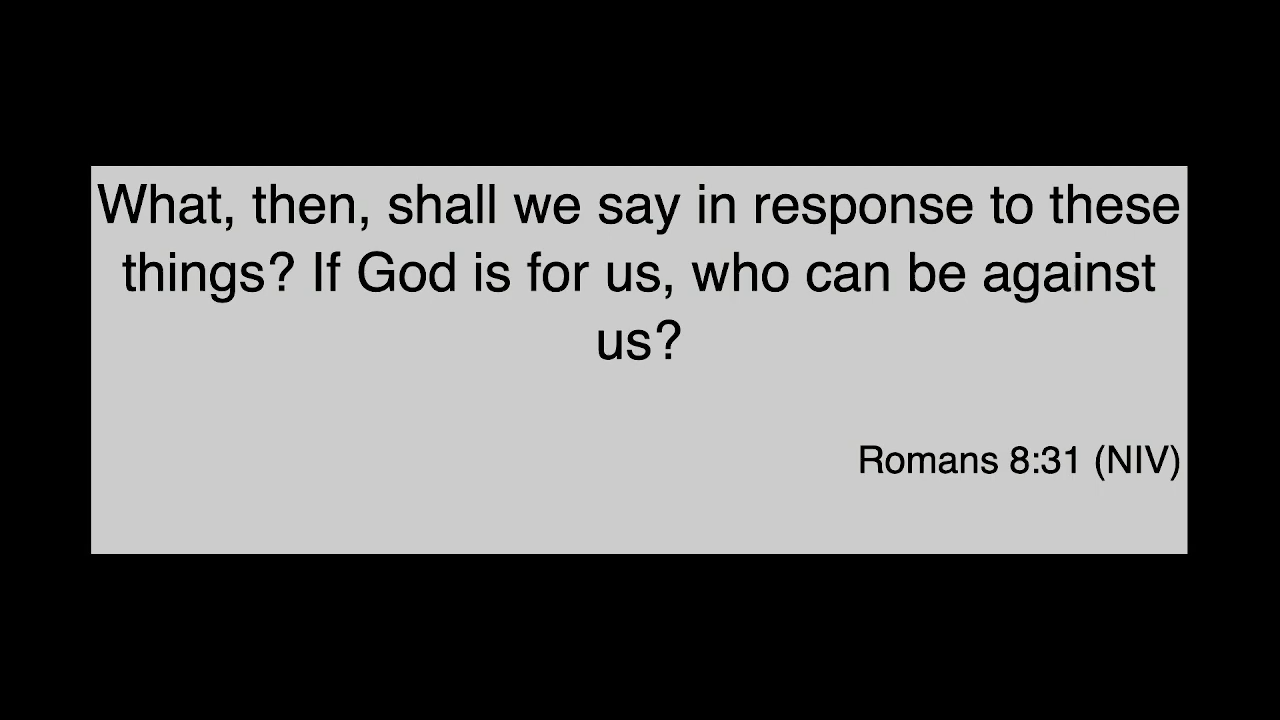 What, then, shall we say in response to these
things? If God is for us, who can be against
us?
Romans 8:31 (NIV)